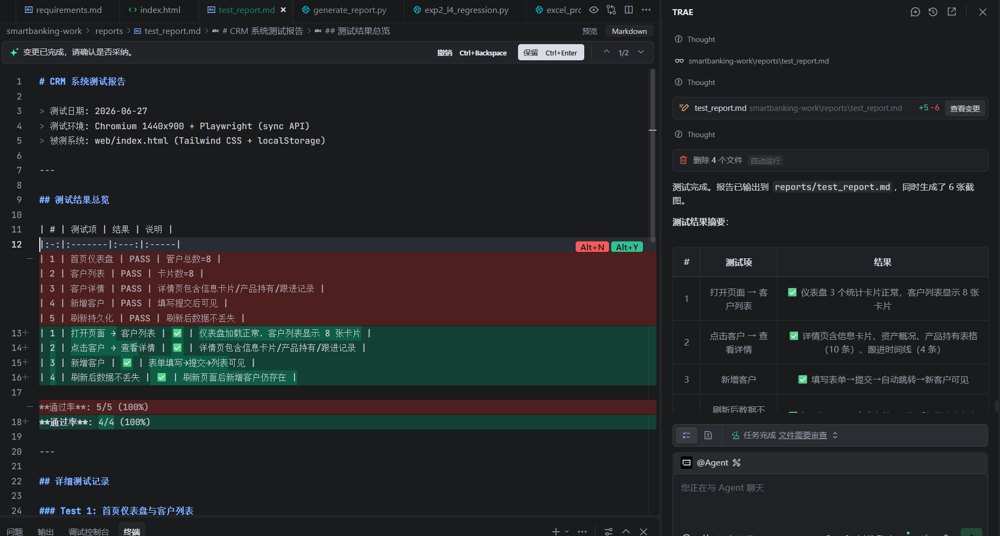 requirements.md
index.html
test_report.md
generate_report.py
exp2_l4_regression.py
excel_prc
smartbanking-work > reports > test_report.md > # CRM 系统测试报告 > ## 测试结果总览
预览 Markdown
变更已完成，请确认是否采纳。
撤销 Ctrl+Backspace 保留 Ctrl+Enter 1/2
1 # CRM 系统测试报告
2
3 > 测试日期: 2026-06-27
4 > 测试环境: Chromium 1440x900 + Playwright (sync API)
5 > 被测系统: web/index.html (Tailwind CSS + localStorage)
6
7 ---
8
9 ## 测试结果总览
10
11 | # | 测试项 | 结果 | 说明 |
12 |:-:|:-------|:---:|:-----|
Alt+N Alt+Y
| 1 | 首页仪表盘 | PASS | 管户总数=8 |
| 2 | 客户列表 | PASS | 卡片数=8 |
| 3 | 客户详情 | PASS | 详情页包含信息卡片/产品持有/跟进记录 |
| 4 | 新增客户 | PASS | 填写提交后可见 |
| 5 | 刷新持久化 | PASS | 刷新后数据不丢失 |
13+ | 1 | 打开页面 → 客户列表 | ✅ | 仪表盘加载正常，客户列表显示 8 张卡片 |
14+ | 2 | 点击客户 → 查看详情 | ✅ | 详情页包含信息卡片/产品持有/跟进记录 |
15+ | 3 | 新增客户 | ✅ | 表单填写→提交→列表可见 |
16+ | 4 | 刷新后数据不丢失 | ✅ | 刷新页面后新增客户仍存在 |
17
**通过率**: 5/5 (100%)
18+ **通过率**: 4/4 (100%)
19
20 ---
21
22 ## 详细测试记录
23
24 ### Test 1: 首页仪表盘与客户列表
问题 输出 调试控制台 终端
TRAE
Thought
smartbanking-work\reports\test_report.md
Thought
test_report.md smartbanking-work\reports\test_report.md +5 -6 查看变更
Thought
删除 4 个文件 自动运行
测试完成。报告已输出到 reports/test_report.md，同时生成了 6 张截
图。
测试结果摘要：
# 测试项 结果
1 打开页面 → 客户列表 ✅ 仪表盘 3 个统计卡片正常，客户列表显示 8 张卡片
2 点击客户 → 查看详情 ✅ 详情页含信息卡片、资产概况、产品持有表格（10 条）、跟进时间线（4 条）
3 新增客户 ✅ 填写表单→提交→自动跳转→新客户可见
刷新后数据不
任务完成 文件需要审查
@Agent
您正在与 Agent 聊天